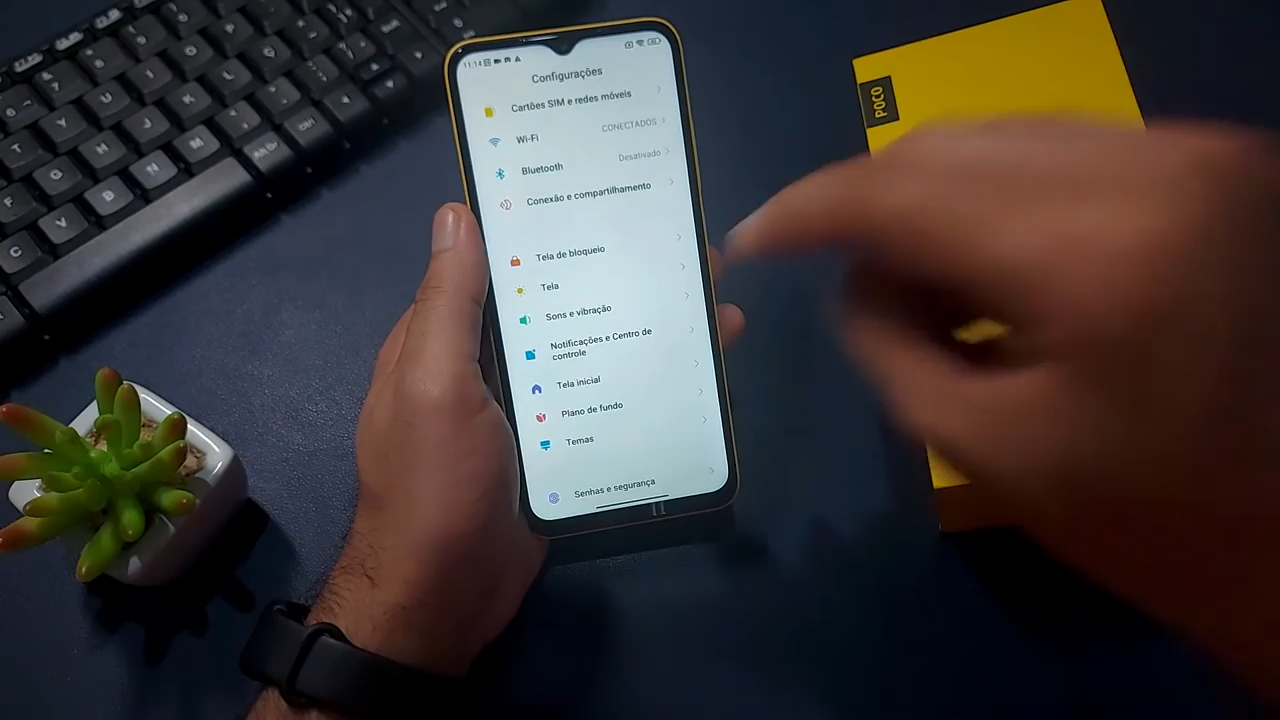 11:14
Configurações
Cartões SIM e redes móveis
Wi-Fi CONECTADOS
Bluetooth Desativado
Conexão e compartilhamento
Tela de bloqueio
Tela
Sons e vibração
Notificações e Centro de
controle
Tela inicial
Plano de fundo
Temas
Senhas e segurança
POCO
T Y U I O P
F G H J K L
C V B N M